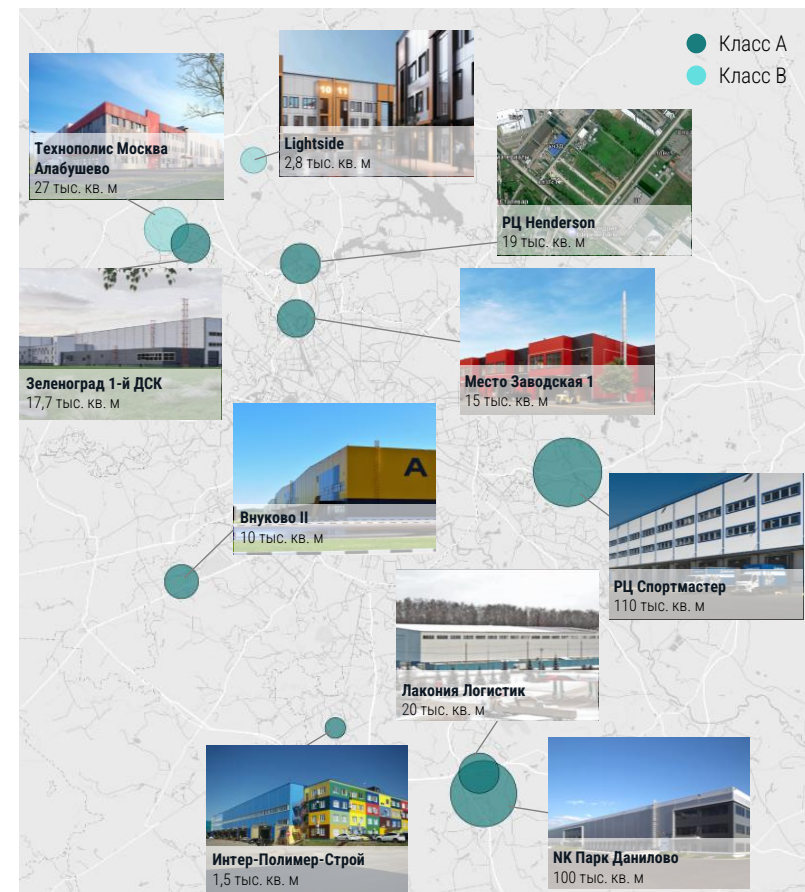 Класс А
Класс В
Технополис Москва
Алабушево
27 тыс. кв. м
10 11
Lightside
2,8 тыс. кв. м
РЦ Henderson
19 тыс. кв. м
Зеленоград 1-й ДСК
17,7 тыс. кв. м
Место Заводская 1
15 тыс. кв. м
A
Внуково II
10 тыс. кв. м
РЦ Спортмастер
110 тыс. кв. м
Лакония Логистик
20 тыс. кв. м
Интер-Полимер-Строй
1,5 тыс. кв. м
NK Парк Данилово
100 тыс. кв. м